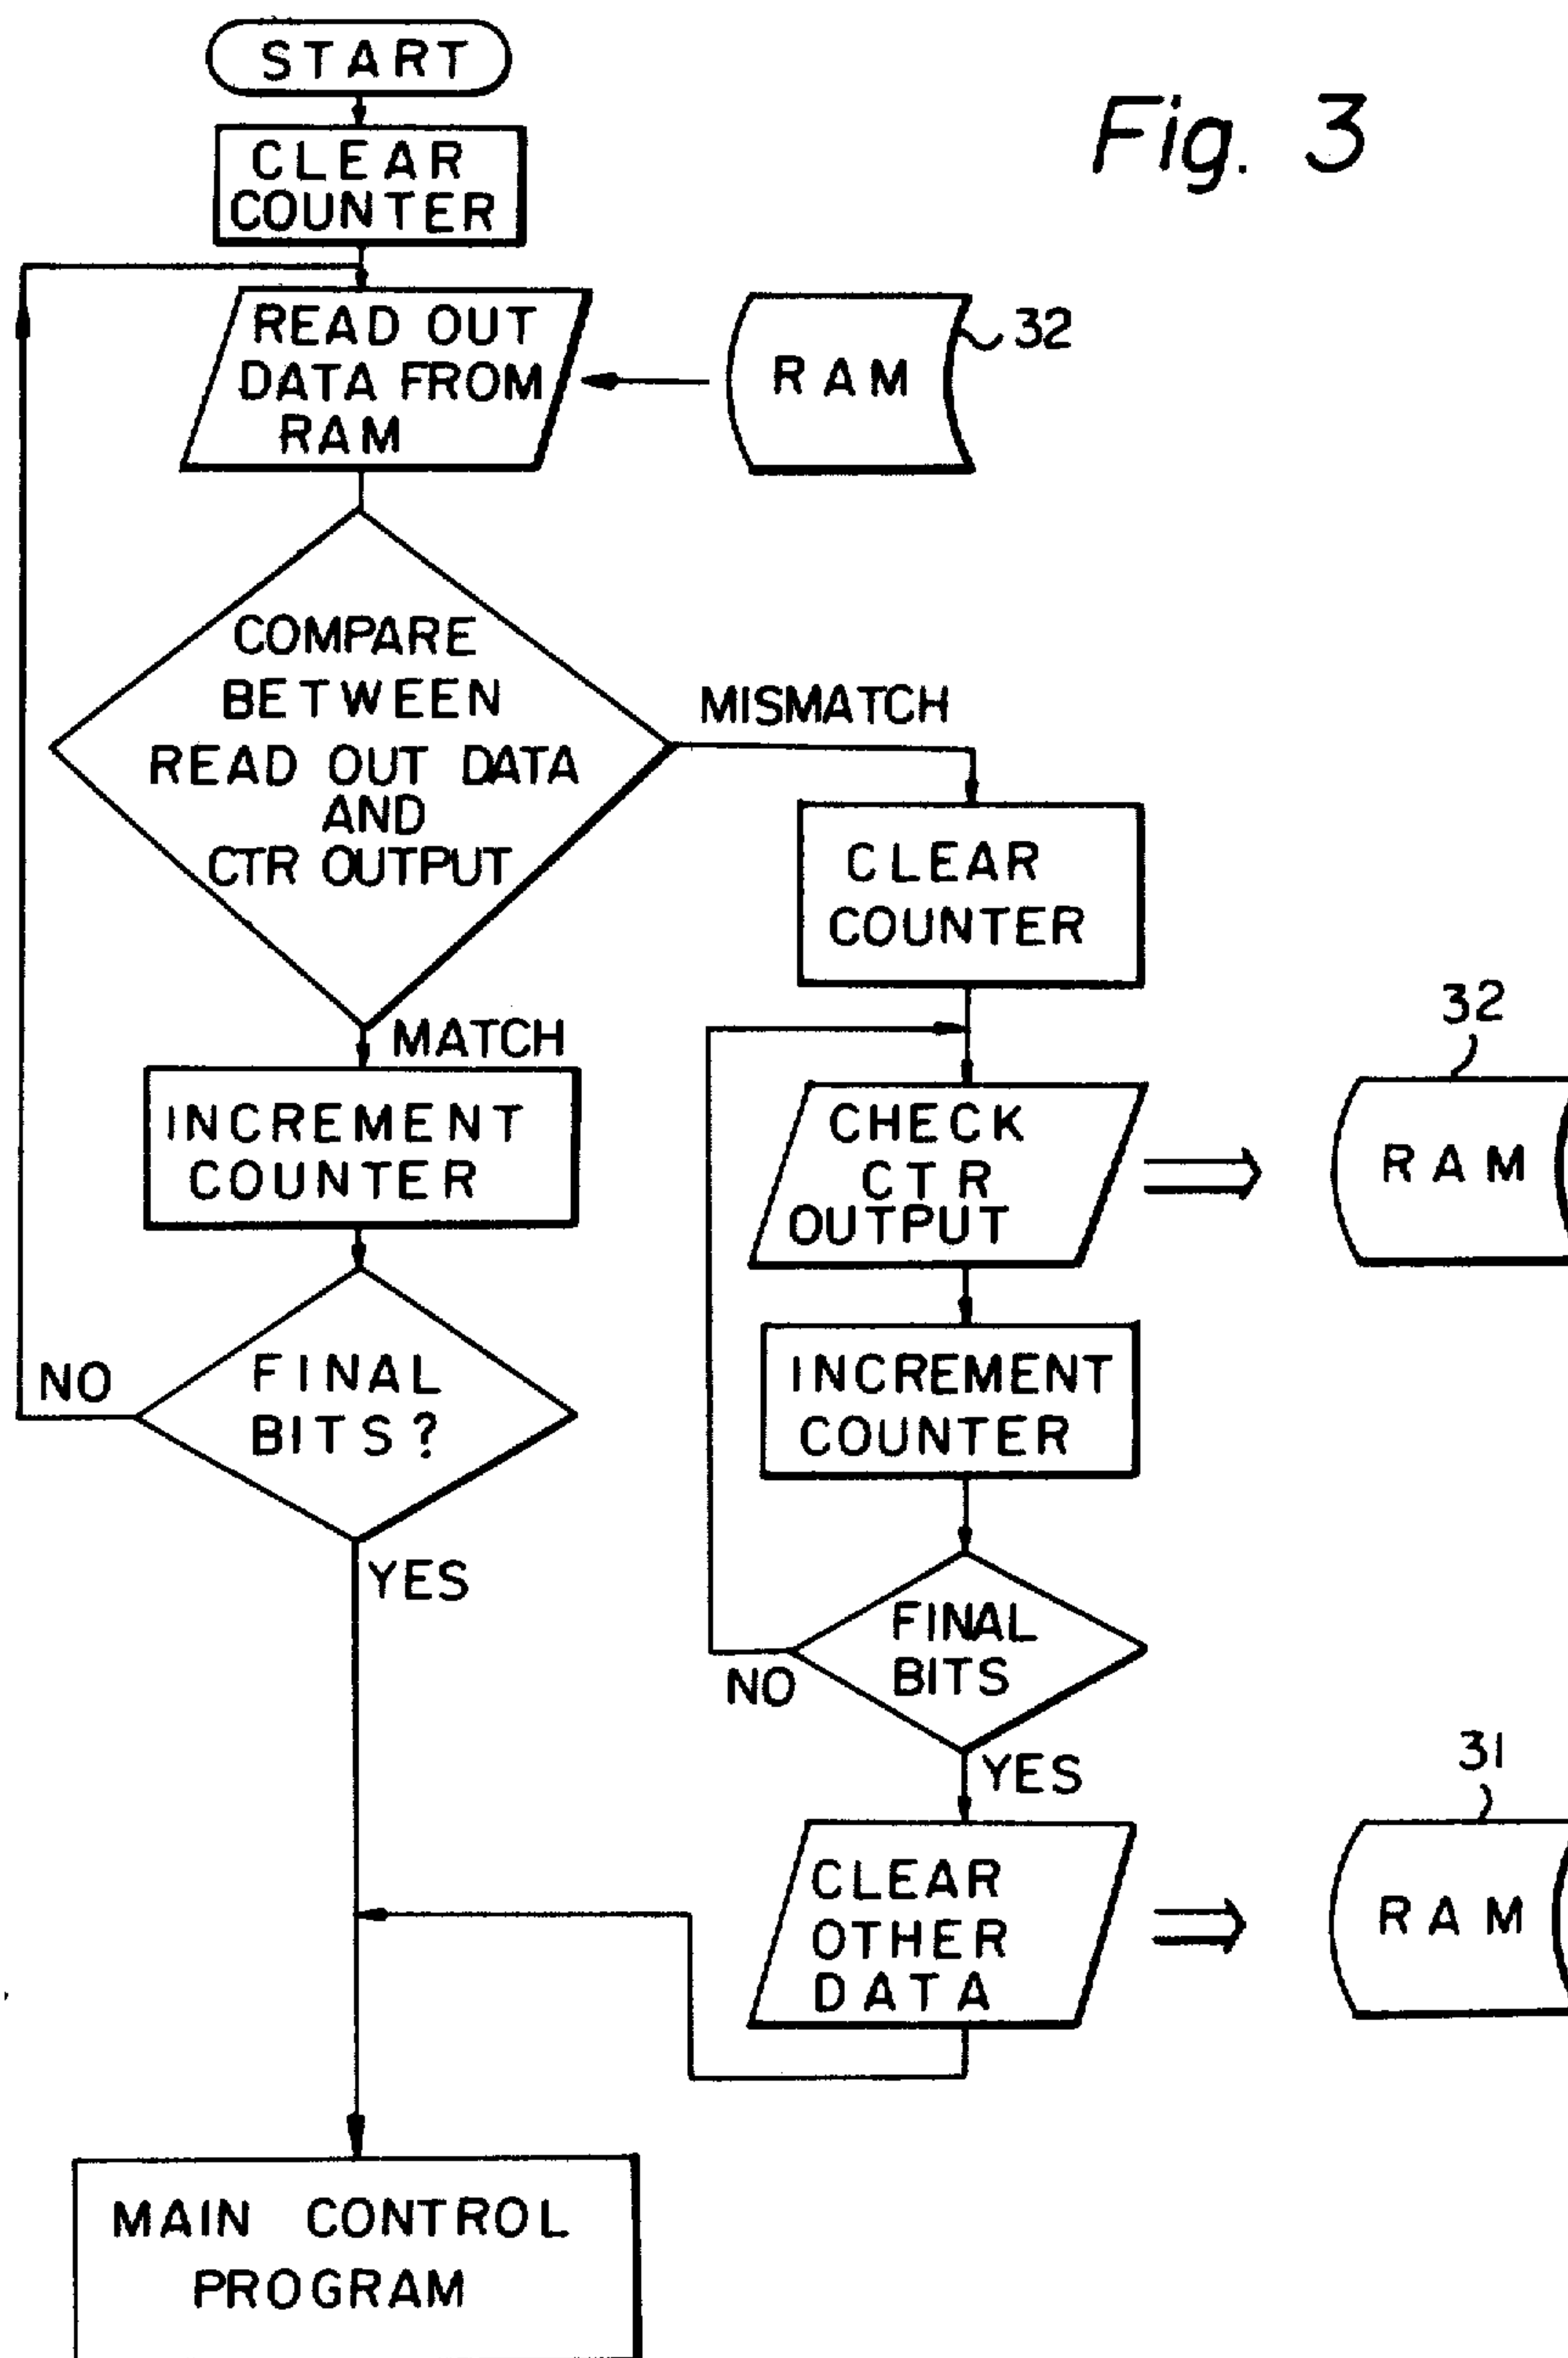 START
Fig. 3
CLEAR
COUNTER
READ OUT
DATA FROM
RAM
RAM
32
COMPARE
BETWEEN
READ OUT DATA
AND
CTR OUTPUT
MISMATCH
CLEAR
COUNTER
MATCH
INCREMENT
COUNTER
CHECK
CTR
OUTPUT
32
RAM
INCREMENT
COUNTER
FINAL
BITS?
NO
YES
FINAL
BITS
NO
YES
CLEAR
OTHER
DATA
31
RAM
MAIN CONTROL
PROGRAM